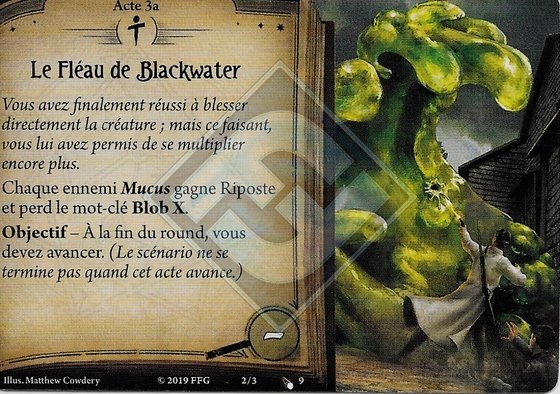 Acte 3a
Le Fléau de Blackwater
Vous avez finalement réussi à blesser
directement la créature ; mais ce faisant,
vous lui avez permis de se multiplier
encore plus.
Chaque ennemi Mucus gagne Riposte
et perd le mot-clé Blob X.
Objectif – À la fin du round, vous
devez avancer. (Le scénario ne se
termine pas quand cet acte avance.)
–
Illus. Matthew Cowdery © 2019 FFG 2/3 9